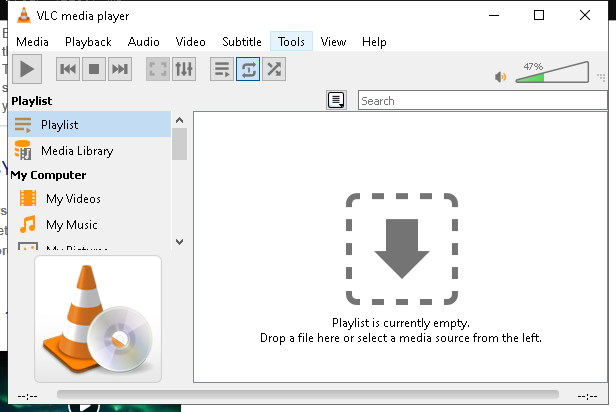 VLC media player
Media Playback Audio Video Subtitle Tools View Help
47%
Playlist
Search
Playlist
Media Library
My Computer
My Videos
My Music
My Pictures
Playlist is currently empty.
Drop a file here or select a media source from the left.
--:-- --:--